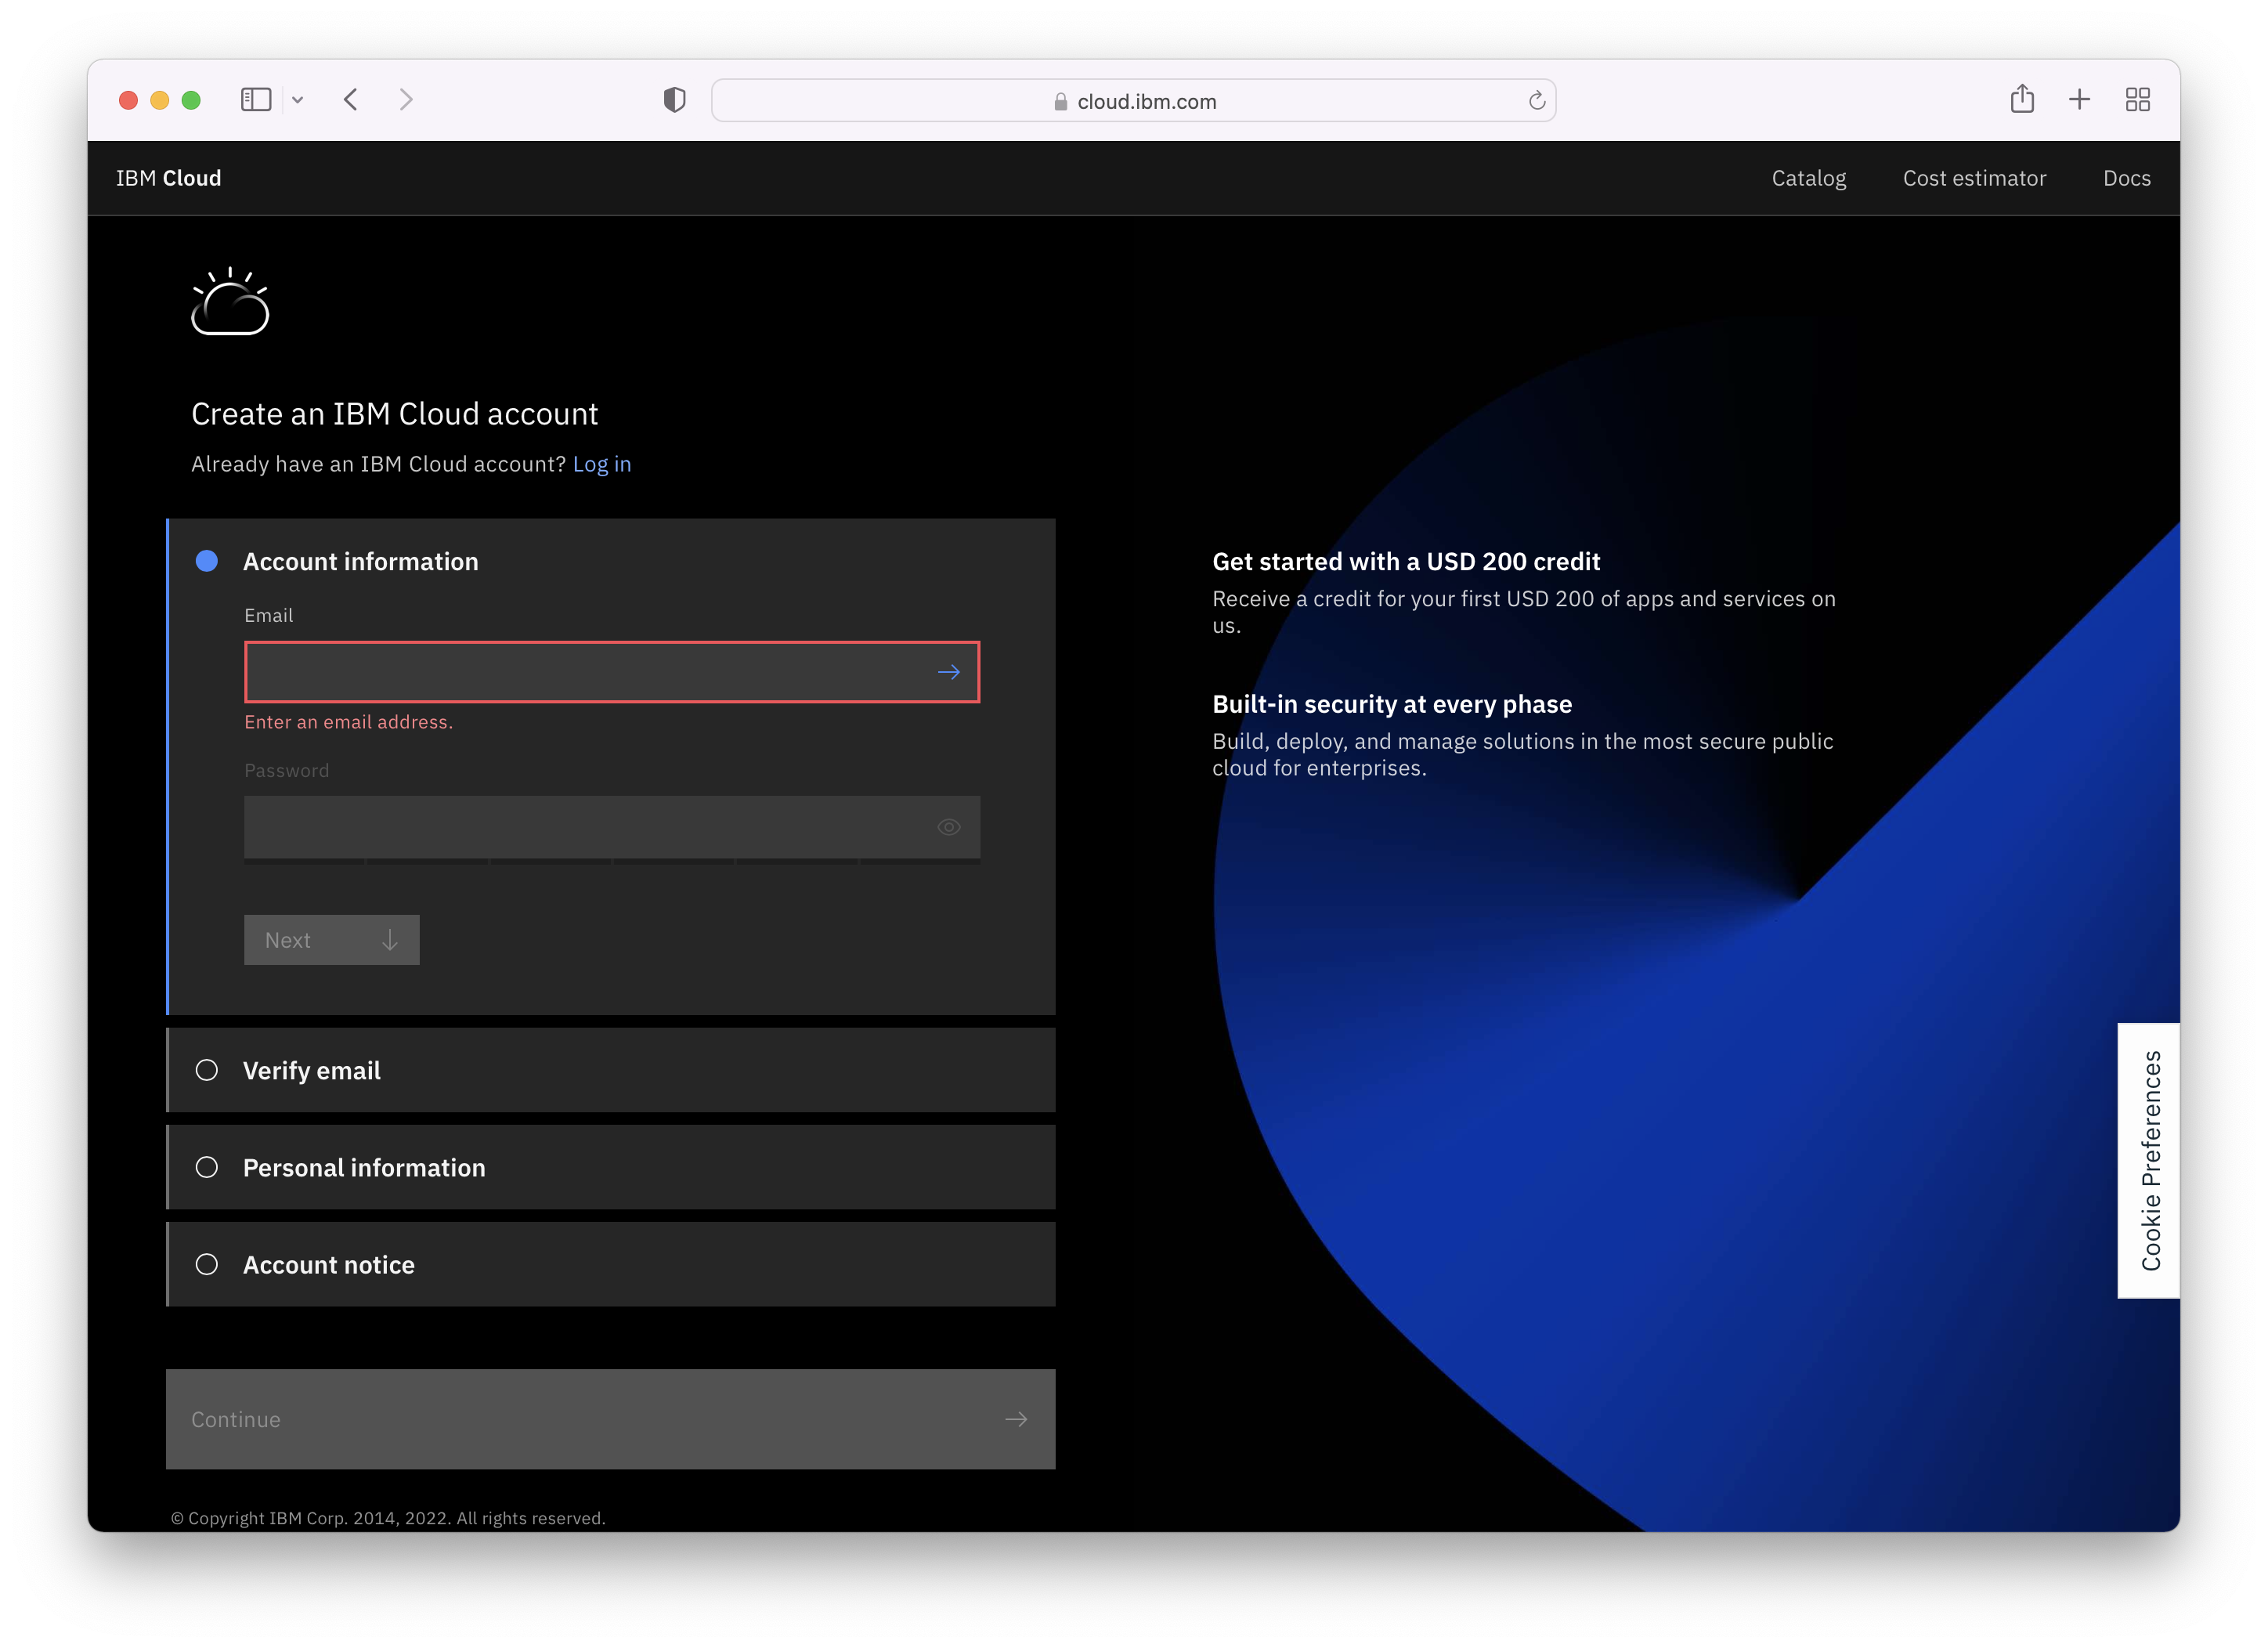 cloud.ibm.com
IBM Cloud
Catalog
Cost estimator
Docs
Create an IBM Cloud account
Already have an IBM Cloud account? Log in
Account information
Email
Enter an email address.
Password
Next
Verify email
Personal information
Account notice
Continue
© Copyright IBM Corp. 2014, 2022. All rights reserved.
Get started with a USD 200 credit
Receive a credit for your first USD 200 of apps and services on
us.
Built-in security at every phase
Build, deploy, and manage solutions in the most secure public
cloud for enterprises.
Cookie Preferences